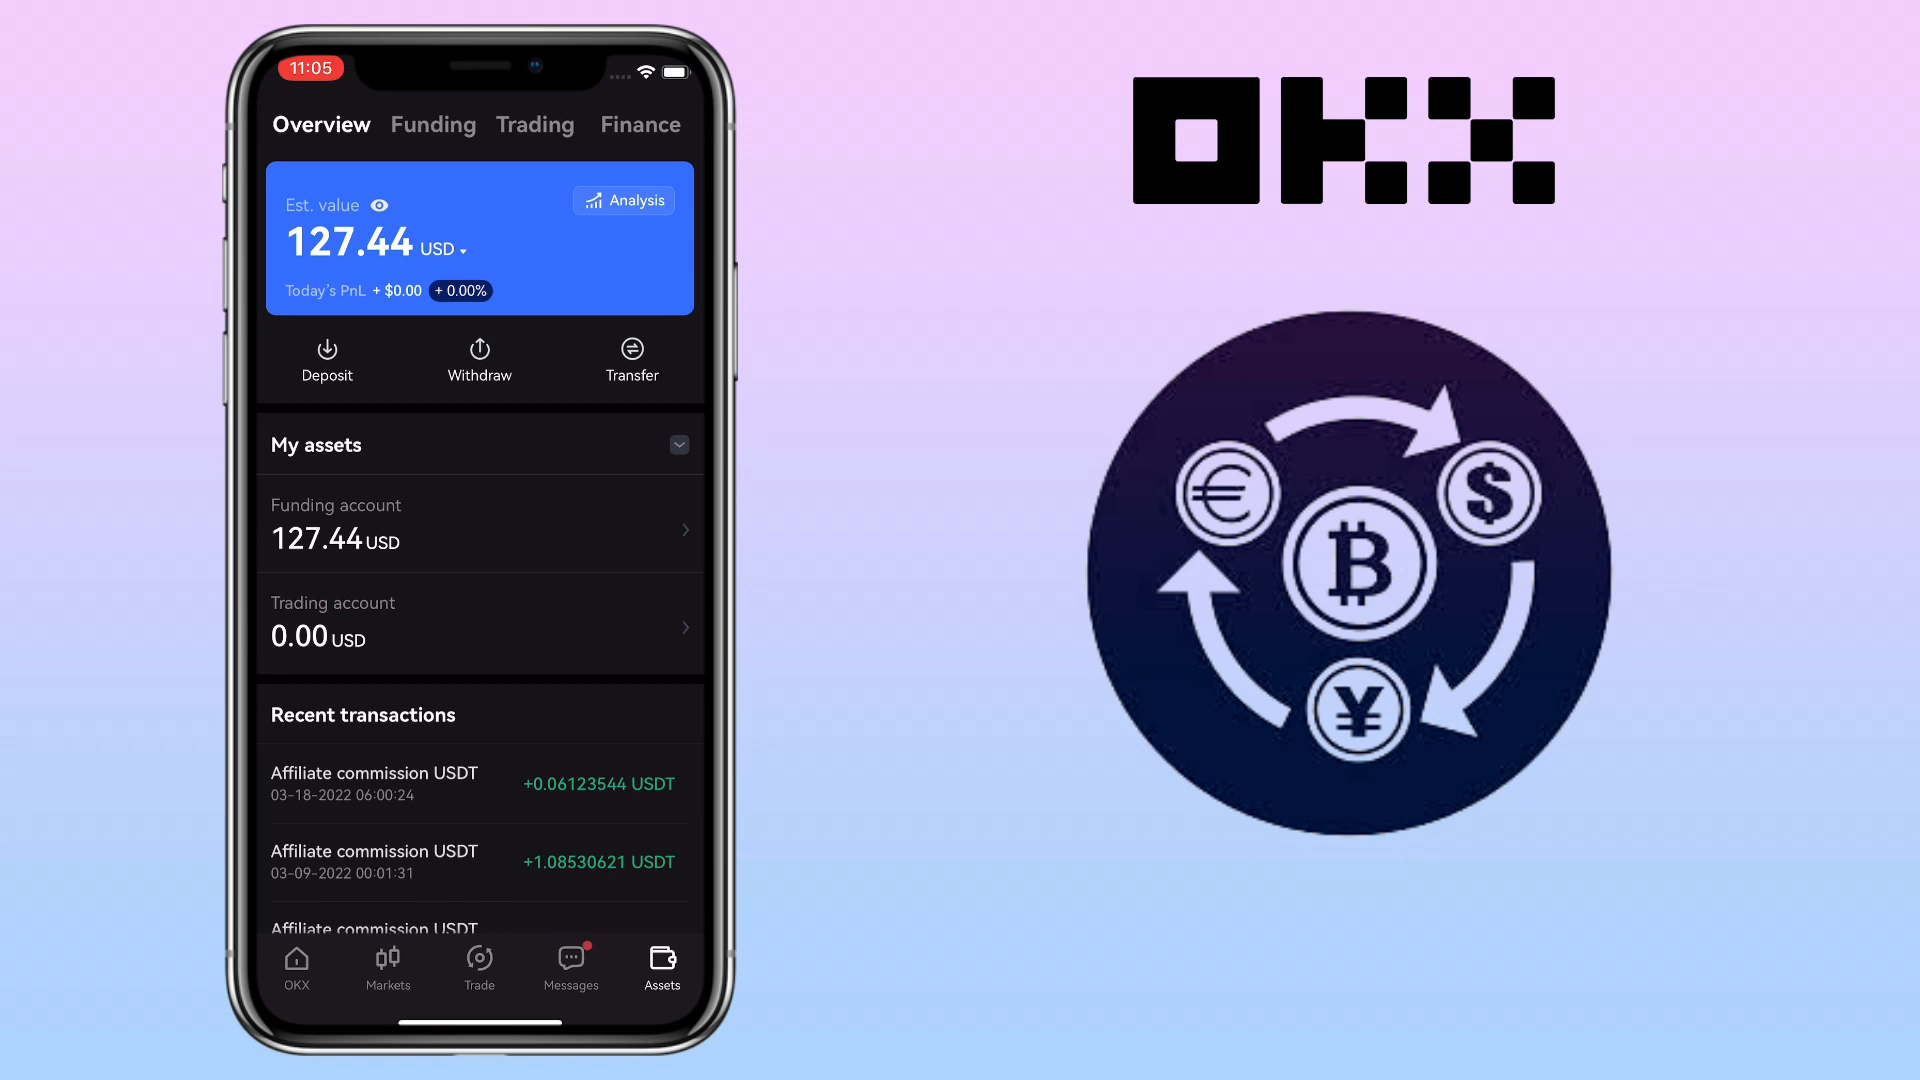 11:05
Overview Funding Trading Finance
Est. value
Analysis
127.44 USD
Today's PnL + $0.00 + 0.00%
Deposit Withdraw Transfer
My assets
Funding account
127.44 USD
Trading account
0.00 USD
Recent transactions
Affiliate commission USDT
03-18-2022 06:00:24
+0.06123544 USDT
Affiliate commission USDT
03-09-2022 00:01:31
+1.08530621 USDT
Affiliate commission USDT
OKX Markets Trade Messages Assets
OKX
€ $ ₿ ¥